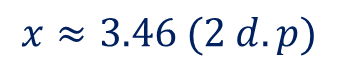 x ≈ 3.46 (2 d.p)